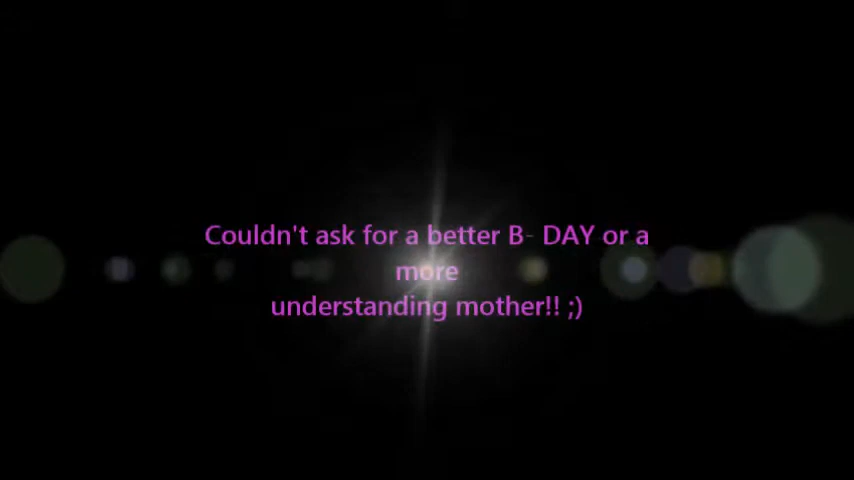 Couldn't ask for a better B- DAY or a
more
understanding mother!! ;)